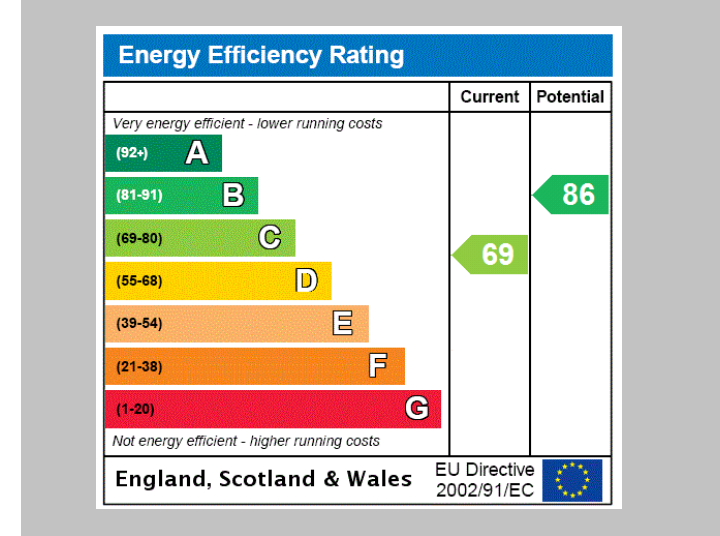 Energy Efficiency Rating
Current Potential
Very energy efficient - lower running costs
(92+) A
(81-91) B
86
(69-80) C
69
(55-68) D
(39-54) E
(21-38) F
(1-20) G
Not energy efficient - higher running costs
England, Scotland & Wales
EU Directive
2002/91/EC